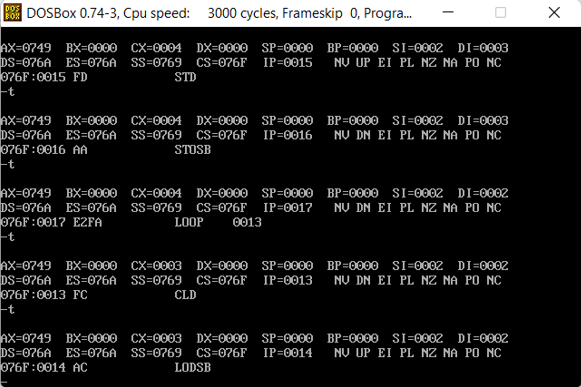 DOSBox 0.74-3, Cpu speed: 3000 cycles, Frameskip 0, Progra...
AX=0749 BX=0000 CX=0004 DX=0000 SP=0000 BP=0000 SI=0002 DI=0003
DS=076A ES=076A SS=0769 CS=076F IP=0015 NV UP EI PL NZ NA PO NC
076F:0015 FD STD
-t
AX=0749 BX=0000 CX=0004 DX=0000 SP=0000 BP=0000 SI=0002 DI=0003
DS=076A ES=076A SS=0769 CS=076F IP=0016 NV DN EI PL NZ NA PO NC
076F:0016 AA STOSB
-t
AX=0749 BX=0000 CX=0004 DX=0000 SP=0000 BP=0000 SI=0002 DI=0002
DS=076A ES=076A SS=0769 CS=076F IP=0017 NV DN EI PL NZ NA PO NC
076F:0017 E2FA LOOP 0013
-t
AX=0749 BX=0000 CX=0003 DX=0000 SP=0000 BP=0000 SI=0002 DI=0002
DS=076A ES=076A SS=0769 CS=076F IP=0013 NV DN EI PL NZ NA PO NC
076F:0013 FC CLD
-t
AX=0749 BX=0000 CX=0003 DX=0000 SP=0000 BP=0000 SI=0002 DI=0002
DS=076A ES=076A SS=0769 CS=076F IP=0014 NV UP EI PL NZ NA PO NC
076F:0014 AC LODSB
-